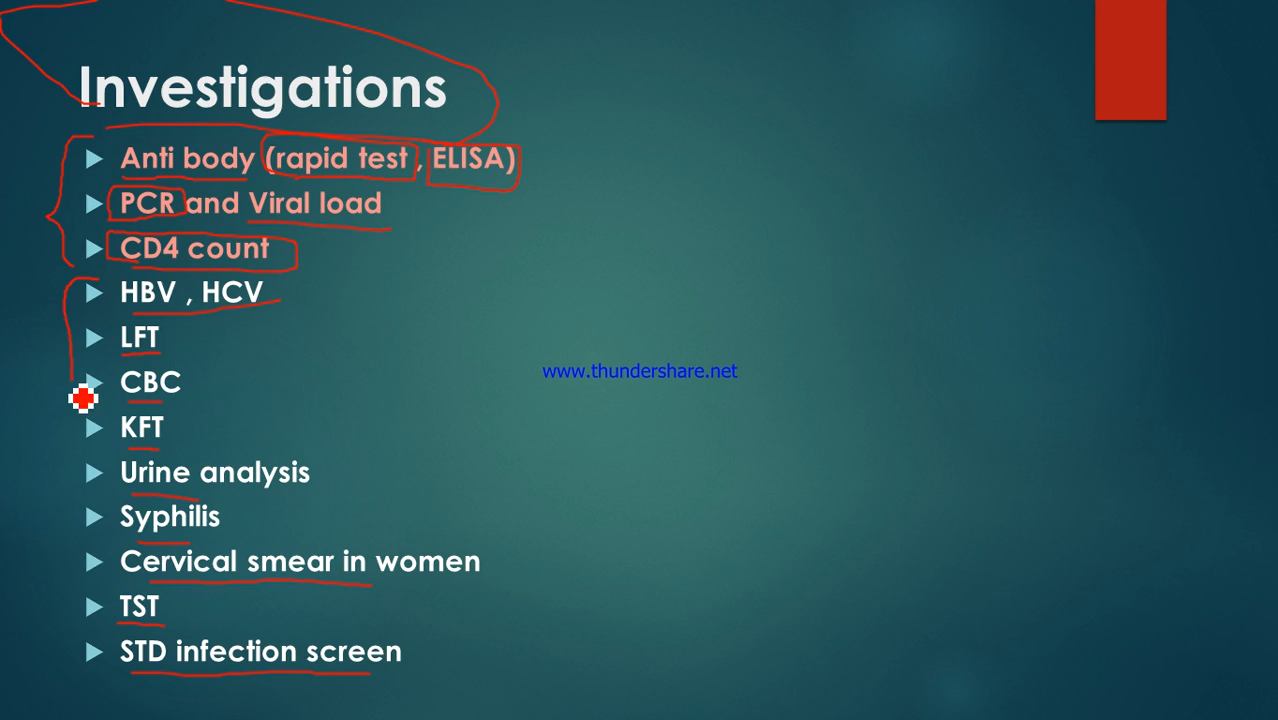 Investigations
Anti body (rapid test , ELISA)
PCR and Viral load
CD4 count
HBV , HCV
LFT
www.thundershare.net
CBC
KFT
Urine analysis
Syphilis
Cervical smear in women
TST
STD infection screen